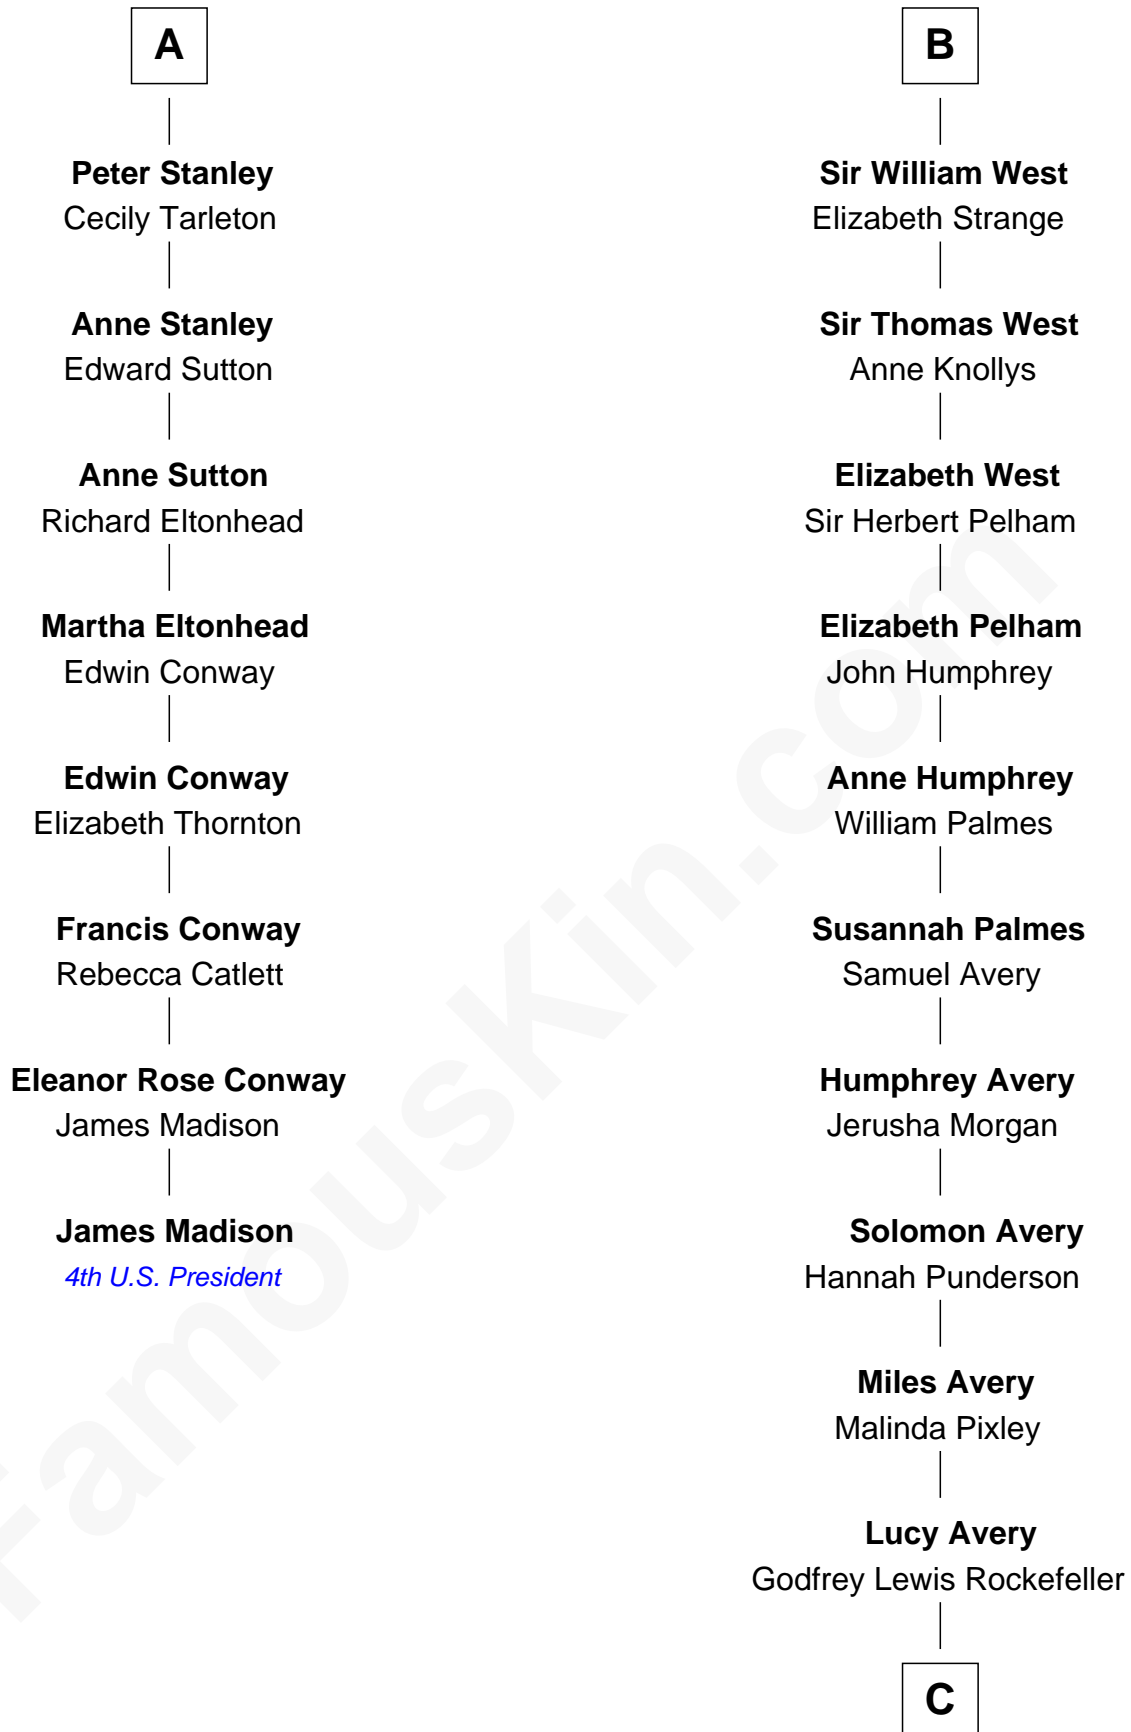 A
Peter Stanley
Cecily Tarleton
Anne Stanley
Edward Sutton
Anne Sutton
Richard Eltonhead
Martha Eltonhead
Edwin Conway
Edwin Conway
Elizabeth Thornton
Francis Conway
Rebecca Catlett
Eleanor Rose Conway
James Madison
James Madison
4th U.S. President
B
Sir William West
Elizabeth Strange
Sir Thomas West
Anne Knollys
Elizabeth West
Sir Herbert Pelham
Elizabeth Pelham
John Humphrey
Anne Humphrey
William Palmes
Susannah Palmes
Samuel Avery
Humphrey Avery
Jerusha Morgan
Solomon Avery
Hannah Punderson
Miles Avery
Malinda Pixley
Lucy Avery
Godfrey Lewis Rockefeller
C
FamousKin.com